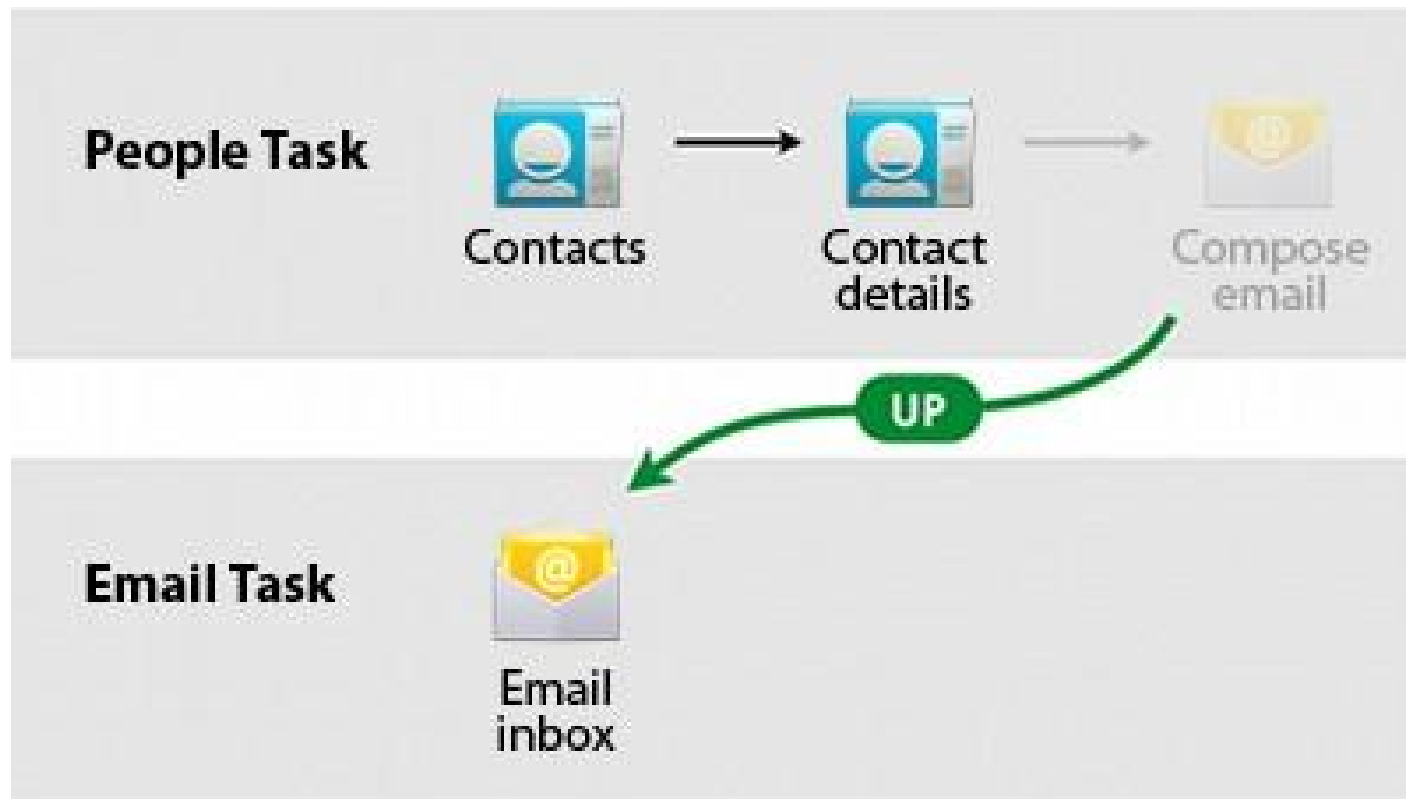 People Task
Contacts
Contact
details
Compose
email
UP
Email Task
@
Email
inbox